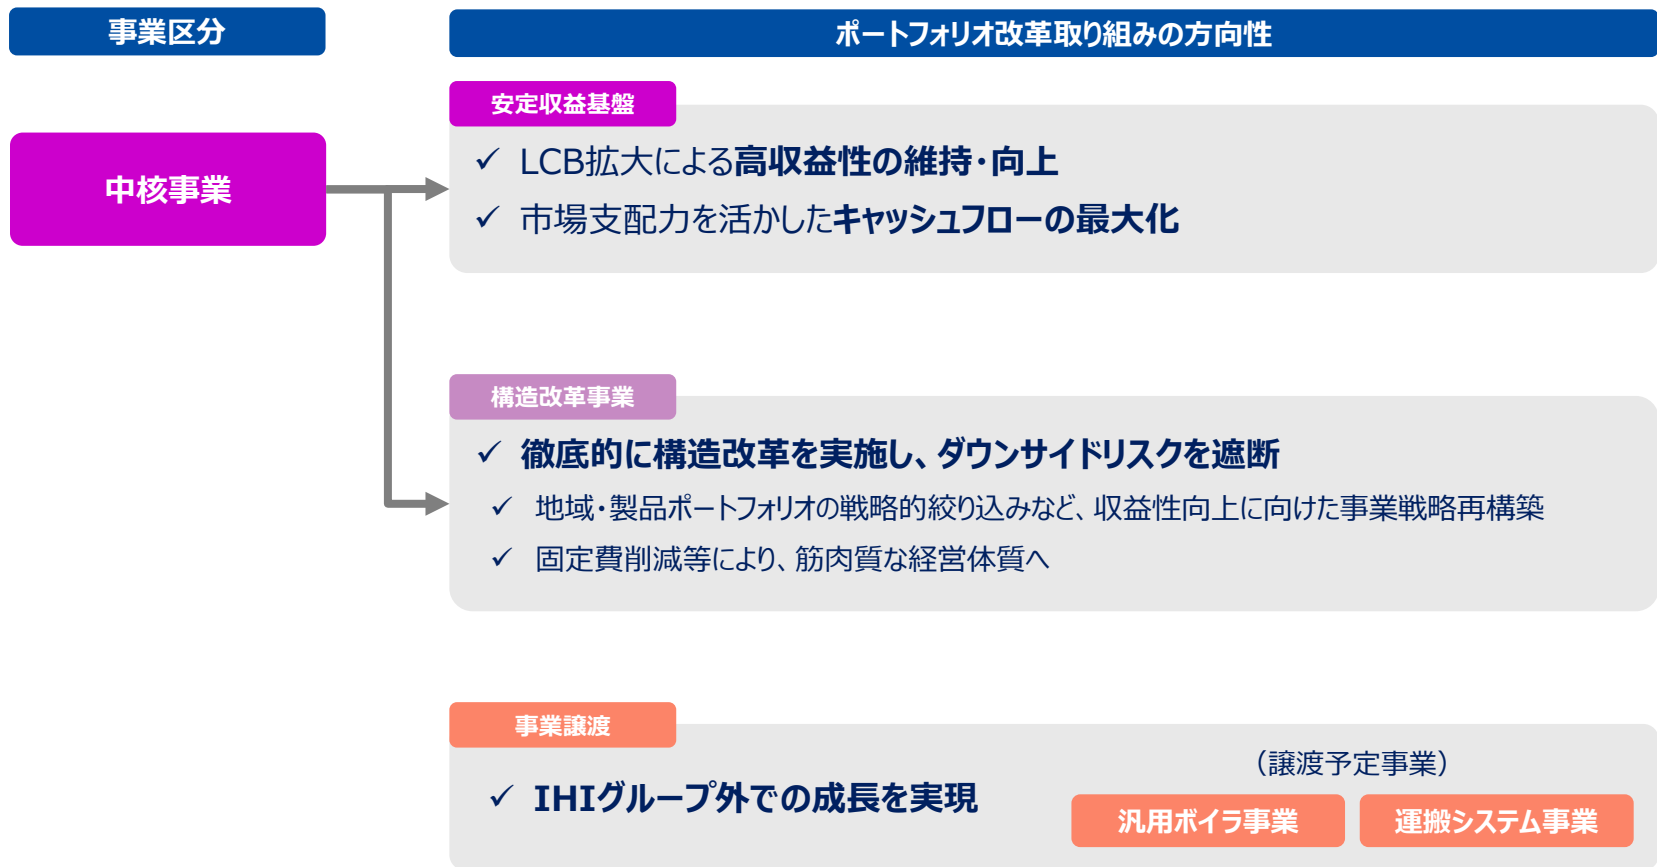 事業区分
ポートフォリオ改革取り組みの方向性
中核事業
安定収益基盤
✓ LCB拡大による高収益性の維持・向上
✓ 市場支配力を活かしたキャッシュフローの最大化
構造改革事業
✓ 徹底的に構造改革を実施し、ダウンサイドリスクを遮断
✓ 地域・製品ポートフォリオの戦略的絞り込みなど、収益性向上に向けた事業戦略再構築
✓ 固定費削減等により、筋肉質な経営体質へ
事業譲渡
✓ IHIグループ外での成長を実現
（譲渡予定事業）
汎用ボイラ事業
運搬システム事業